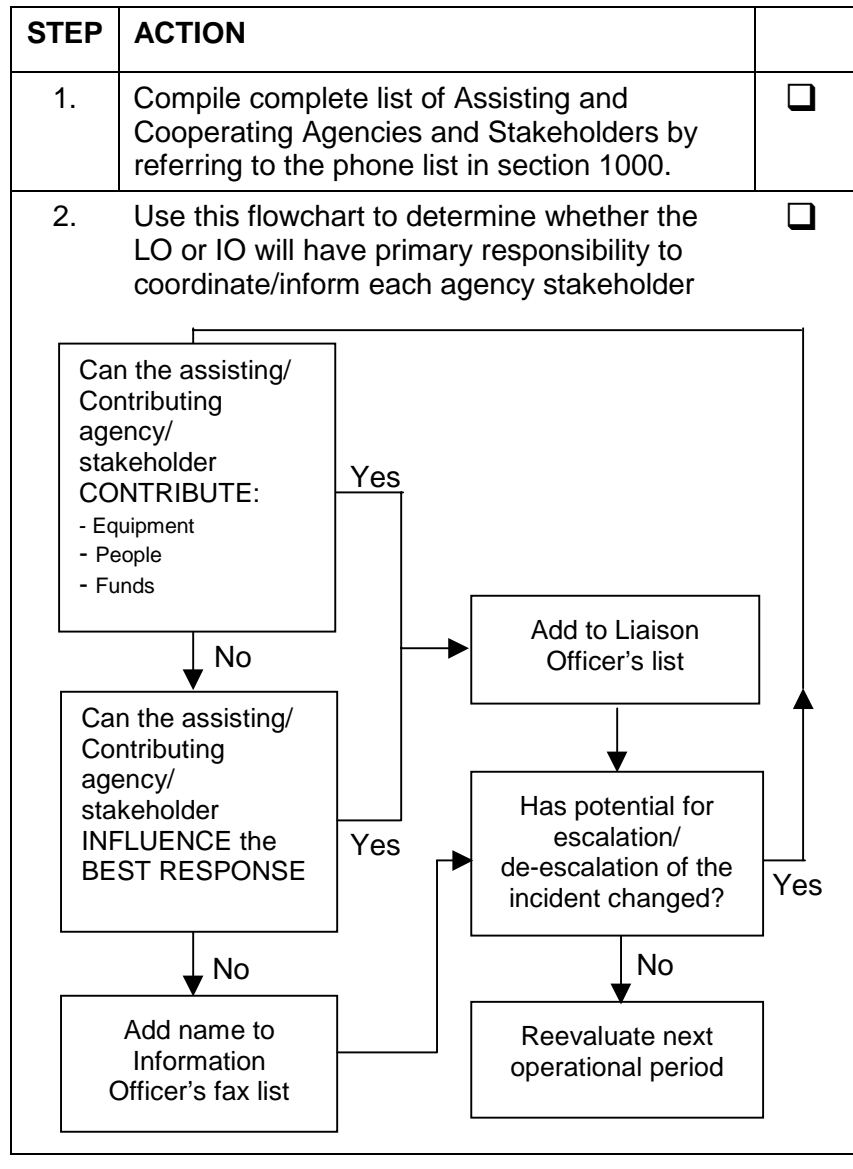 STEP ACTION
1. Compile complete list of Assisting and
Cooperating Agencies and Stakeholders by
referring to the phone list in section 1000.
2. Use this flowchart to determine whether the
LO or IO will have primary responsibility to
coordinate/inform each agency stakeholder
Can the assisting/
Contributing
agency/
stakeholder
CONTRIBUTE:
- Equipment
- People
- Funds
Yes
No
Can the assisting/
Contributing
agency/
stakeholder
INFLUENCE the
BEST RESPONSE
Yes
No
Add name to
Information
Officer's fax list
Add to Liaison
Officer's list
Has potential for
escalation/
de-escalation of the
incident changed?
Yes
No
Reevaluate next
operational period